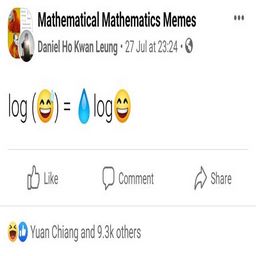 Mathematical Mathematics Memes
Daniel Ho Kwan Leung · 27 Jul at 23:24 ·
log (😅) = 💧log😄
Like Comment Share
Yuan Chiang and 9.3k others